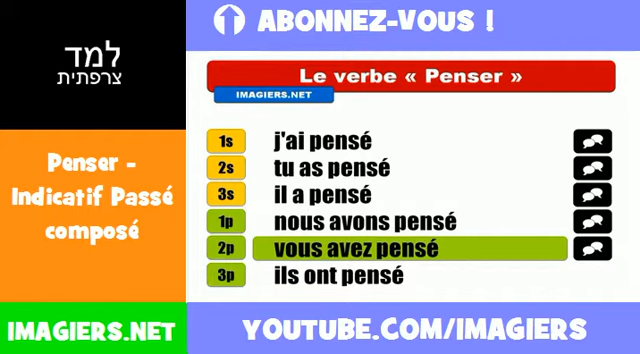 למד
צרפתית
Penser -
Indicatif Passé
composé
IMAGIERS.NET
ABONNEZ-VOUS !
Le verbe « Penser »
IMAGIERS.NET
1s j'ai pensé
2s tu as pensé
3s il a pensé
1p nous avons pensé
2p vous avez pensé
3p ils ont pensé
YOUTUBE.COM/IMAGIERS